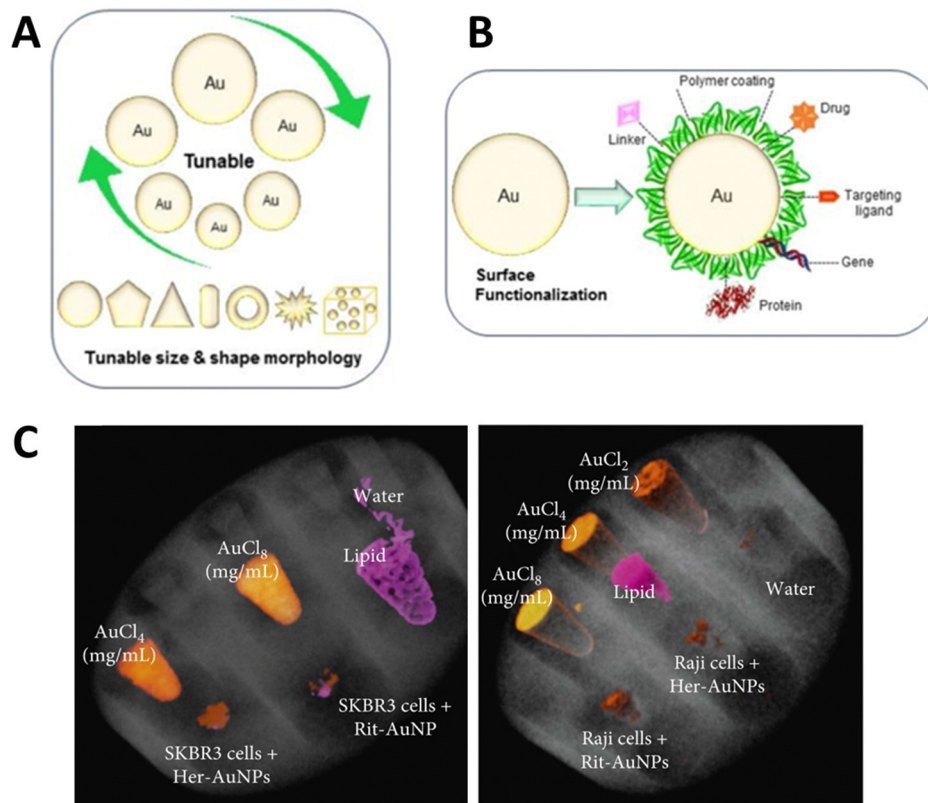 A
Au
Au
Au
Tunable
Au
Au
Au
Tunable size & shape morphology
B
Polymer coating
Linker
Drug
Au
Au
Targeting
ligand
Surface
Functionalization
Gene
Protein
C
Water
Lipid
AuCl8
(mg/mL)
AuCl4
(mg/mL)
SKBR3 cells +
Rit-AuNP
SKBR3 cells +
Her-AuNPs
AuCl2
(mg/mL)
AuCl4
(mg/mL)
AuCl8
(mg/mL)
Lipid
Water
Raji cells +
Her-AuNPs
Raji cells +
Rit-AuNPs